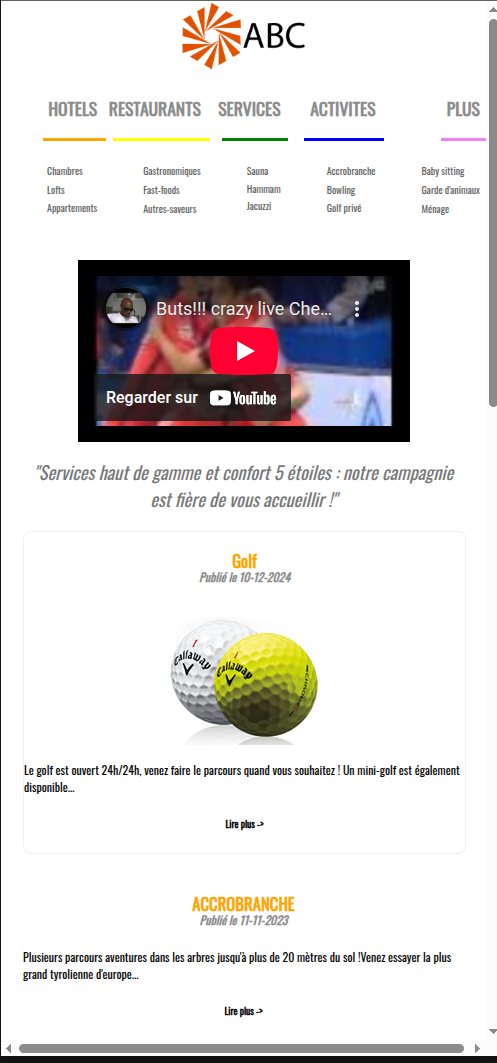 ABC
HOTELS RESTAURANTS SERVICES ACTIVITES PLUS
Chambres Gastronomiques Sauna Accrobranche Baby sitting
Lofts Fast-foods Hammam Bowling Garde d'animaux
Appartements Autres-saveurs Jacuzzi Golf privé Ménage
Buts!!! crazy live Che...
Regarder sur YouTube
"Services haut de gamme et confort 5 étoiles : notre campagnie
est fière de vous accueillir !"
Golf
Publié le 10-12-2024
1 1
Callaway Callaway
Le golf est ouvert 24h/24h, venez faire le parcours quand vous souhaitez ! Un mini-golf est également
disponible...
Lire plus ->
ACCROBRANCHE
Publié le 11-11-2023
Plusieurs parcours aventures dans les arbres jusqu'à plus de 20 mètres du sol !Venez essayer la plus
grand tyrolienne d'europe...
Lire plus ->